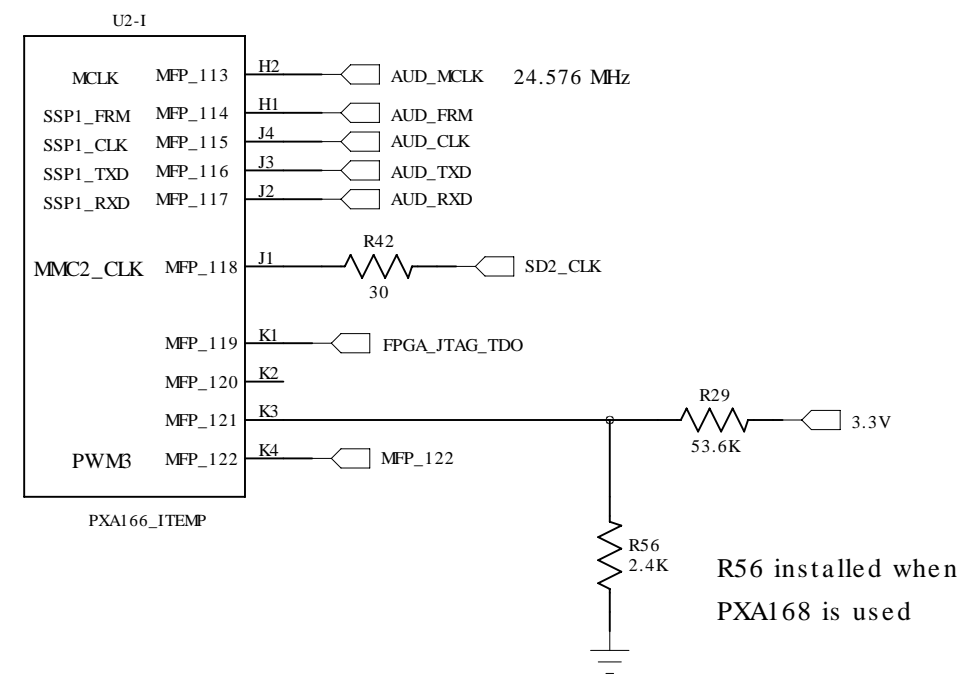 U2-I
MCLK MFP_113 H2 AUD_MCLK 24.576 MHz
SSP1_FRM MFP_114 H1 AUD_FRM
SSP1_CLK MFP_115 J4 AUD_CLK
SSP1_TXD MFP_116 J3 AUD_TXD
SSP1_RXD MFP_117 J2 AUD_RXD
R42
MMC2_CLK MFP_118 J1 SD2_CLK
30
MFP_119 K1 FPGA_JTAG_TDO
MFP_120 K2
R29
MFP_121 K3 3.3V
53.6K
PWM3 MFP_122 K4 MFP_122
PXA166_ITEMP
R56
2.4K
R56 installed when
PXA168 is used